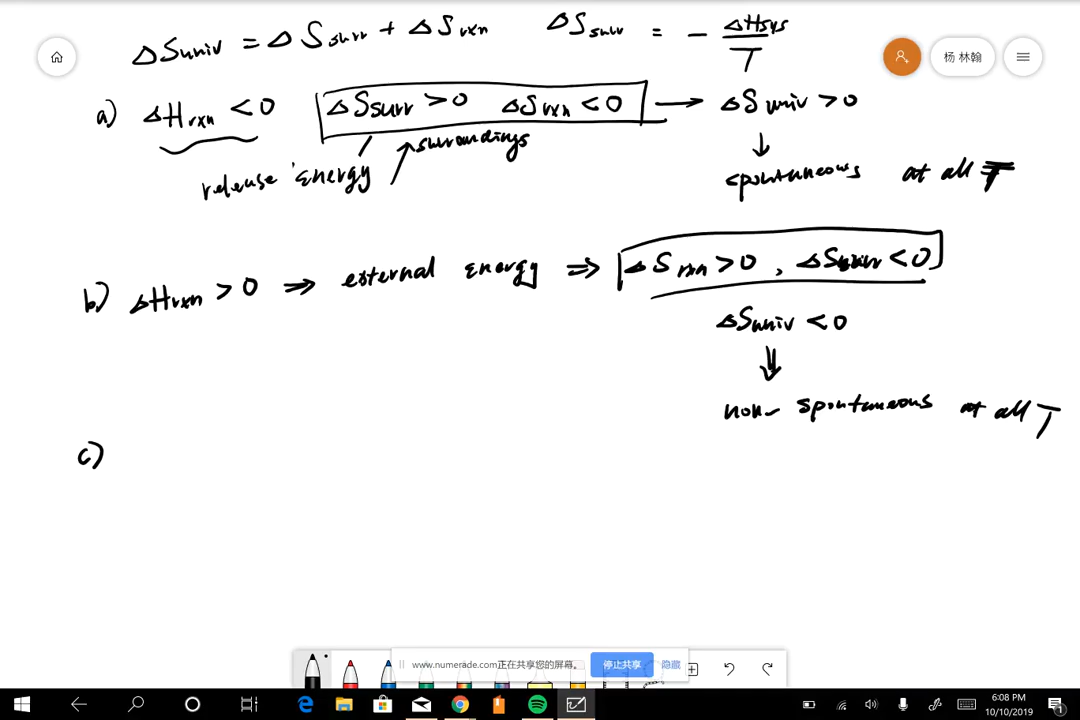 ΔSuniv = ΔSsurr + ΔSrxn ΔSsurr = - ΔHsys / T
杨 林翰
a) ΔHrxn < 0 ΔSsurr > 0 ΔSrxn < 0 → ΔSuniv > 0
release energy surroundings
↓
spontaneous at all T
b) ΔHrxn > 0 ⇒ external energy ⇒ ΔSrxn > 0 , ΔSsurr < 0
ΔSuniv < 0
⇓
non- spontaneous at all T
c)
www.numerade.com正在共享您的屏幕。 停止共享 隐藏
6:08 PM
10/10/2019
1